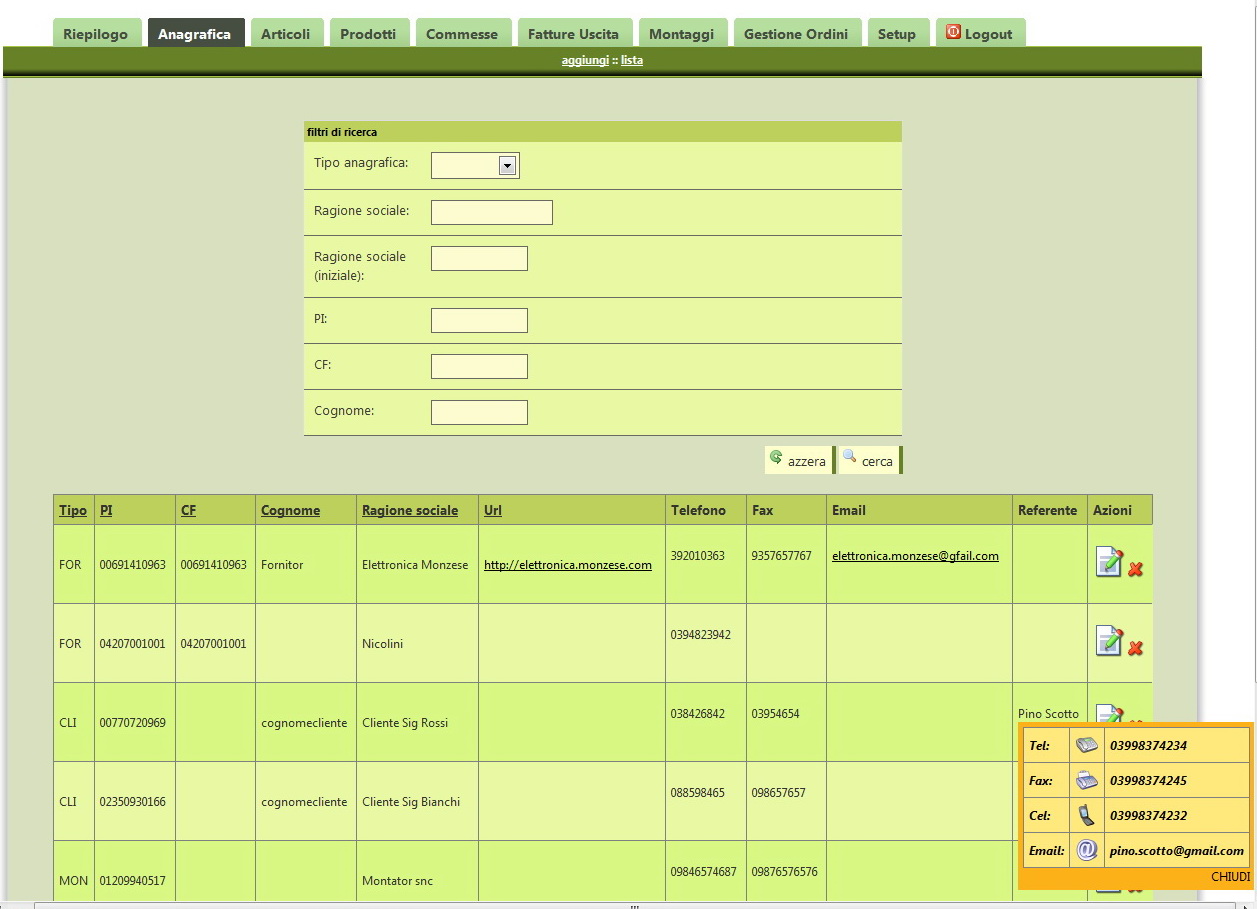 Riepilogo Anagrafica Articoli Prodotti Commesse Fatture Uscita Montaggi Gestione Ordini Setup Logout
aggiungi :: lista
filtri di ricerca
Tipo anagrafica:
Ragione sociale:
Ragione sociale
(iniziale):
PI:
CF:
Cognome:
azzera cerca
Tipo PI CF Cognome Ragione sociale Url Telefono Fax Email Referente Azioni
FOR 00691410963 00691410963 Fornitor Elettronica Monzese http://elettronica.monzese.com 392010363 9357657767 elettronica.monzese@gfail.com
FOR 04207001001 04207001001 Nicolini 0394823942
CLI 00770720969 cognomecliente Cliente Sig Rossi 038426842 03954654 Pino Scotto
CLI 02350930166 cognomecliente Cliente Sig Bianchi 088598465 098657657
MON 01209940517 Montator snc 09846574687 09876576576
Tel: 03998374234
Fax: 03998374245
Cel: 03998374232
Email: pino.scotto@gmail.com
CHIUDI